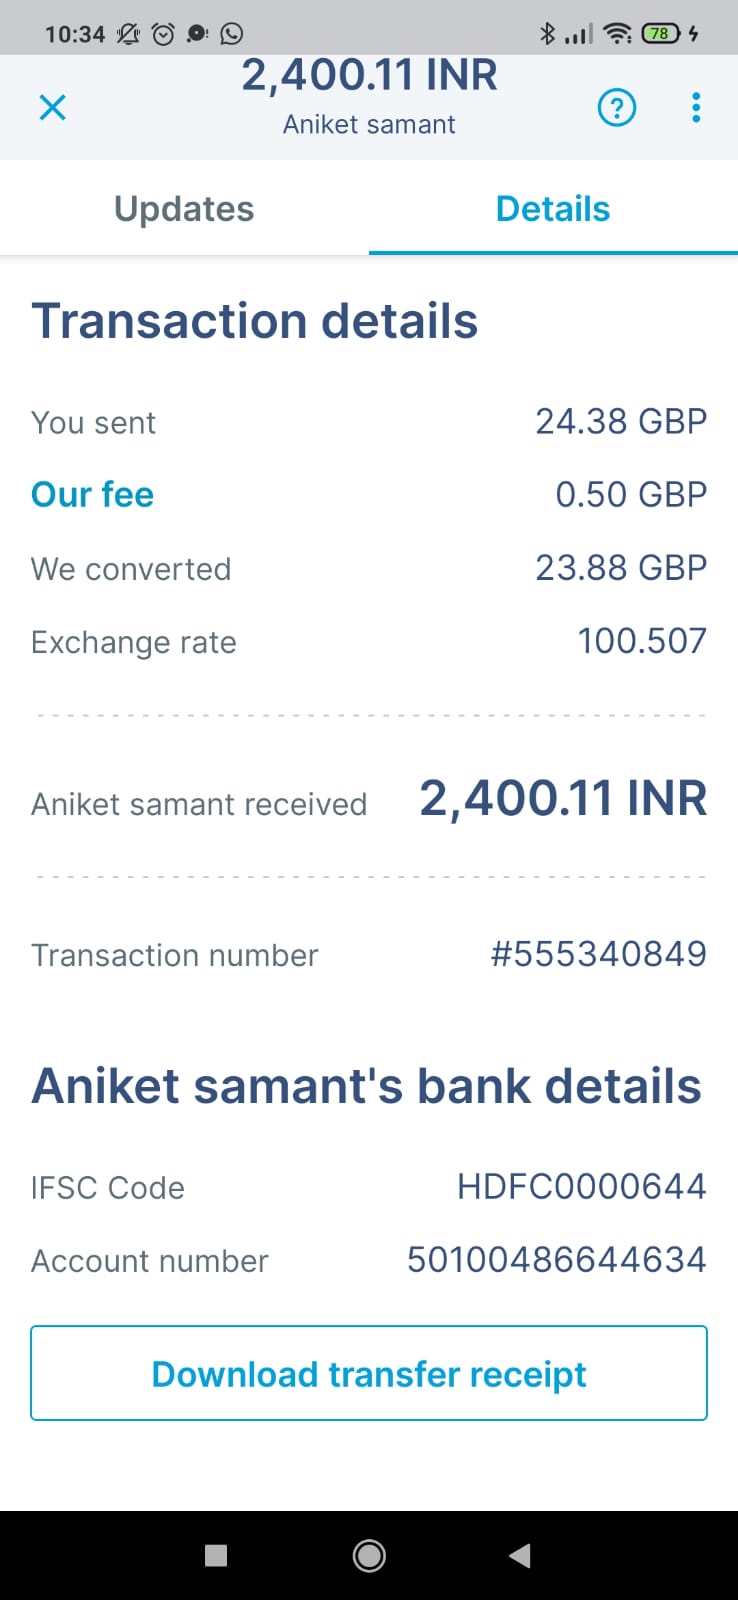 10:34
78
2,400.11 INR
Aniket samant
Updates
Details
Transaction details
You sent 24.38 GBP
Our fee 0.50 GBP
We converted 23.88 GBP
Exchange rate 100.507
Aniket samant received 2,400.11 INR
Transaction number #555340849
Aniket samant's bank details
IFSC Code HDFC0000644
Account number 50100486644634
Download transfer receipt